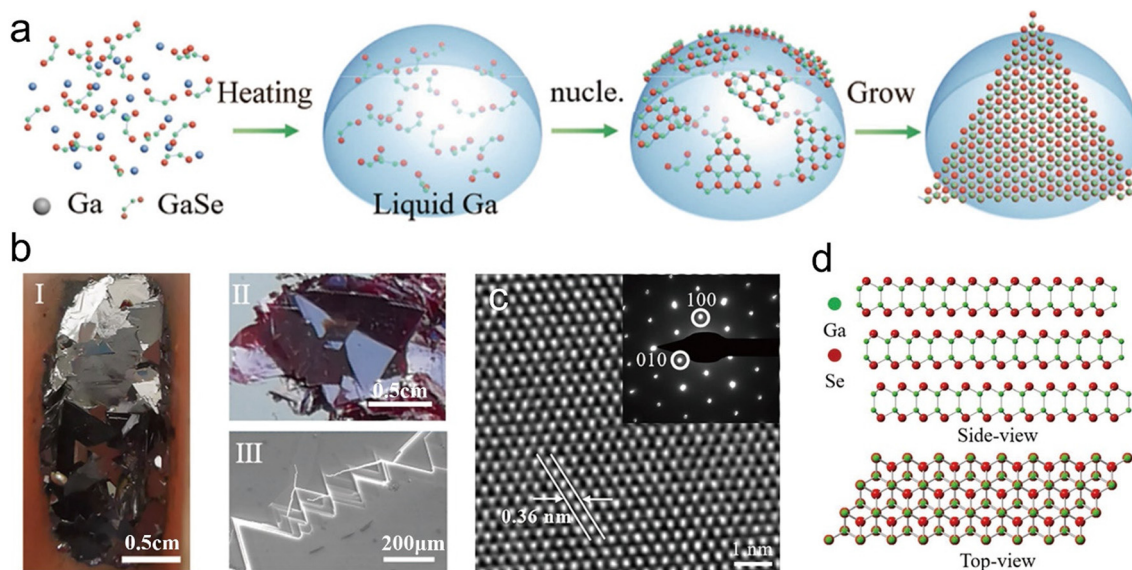 a
Heating
nucle.
Grow
Ga
GaSe
Liquid Ga
b
I
0.5cm
II
0.5cm
III
200μm
c
100
010
0.36 nm
1 nm
d
Ga
Se
Side-view
Top-view